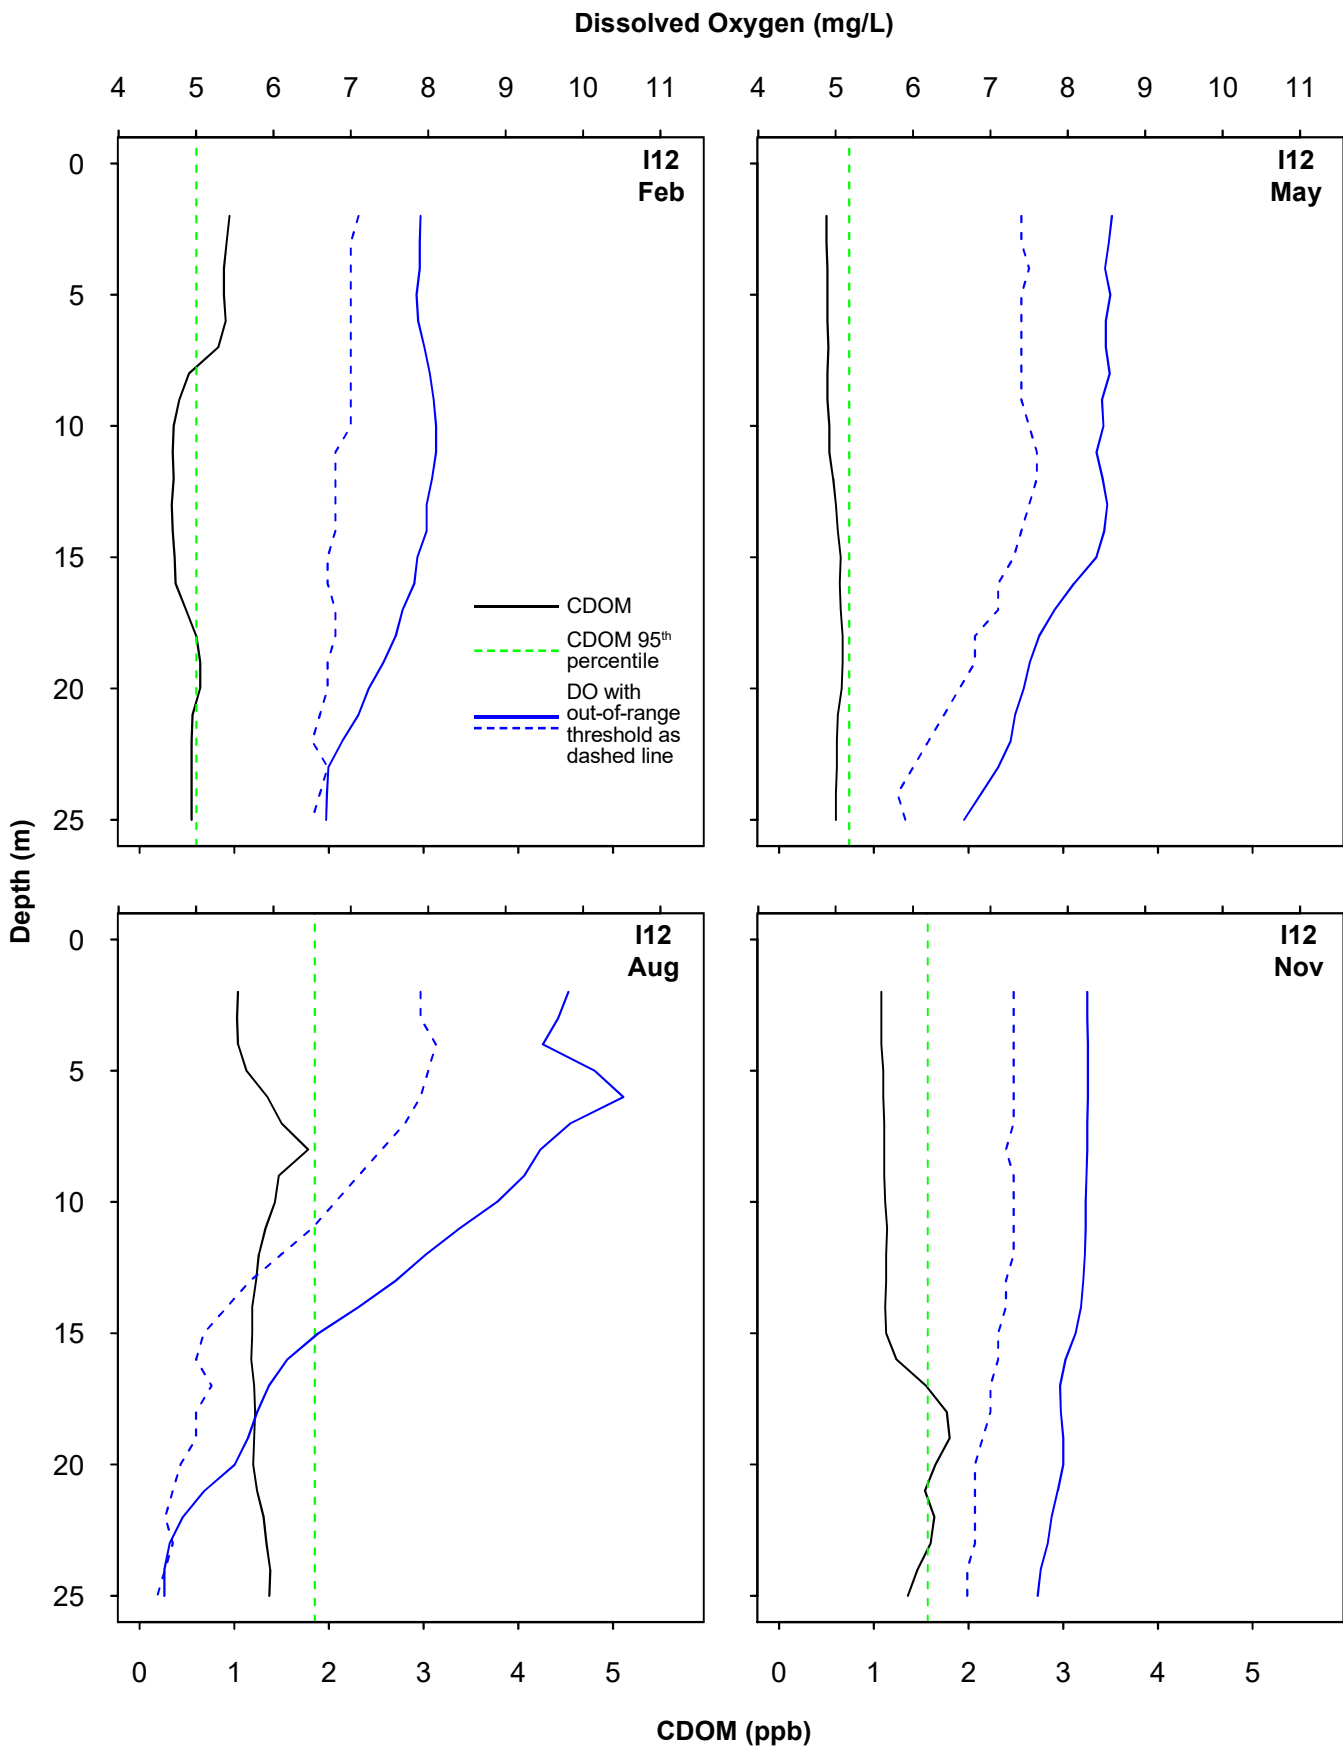 Dissolved Oxygen (mg/L)
4 5 6 7 8 9 10 11
4 5 6 7 8 9 10 11
I12
Feb
I12
May
0
5
10
15
20
25
CDOM
CDOM 95th
percentile
DO with
out-of-range
threshold as
dashed line
Depth (m)
I12
Aug
I12
Nov
0
5
10
15
20
25
0 1 2 3 4 5
0 1 2 3 4 5
CDOM (ppb)